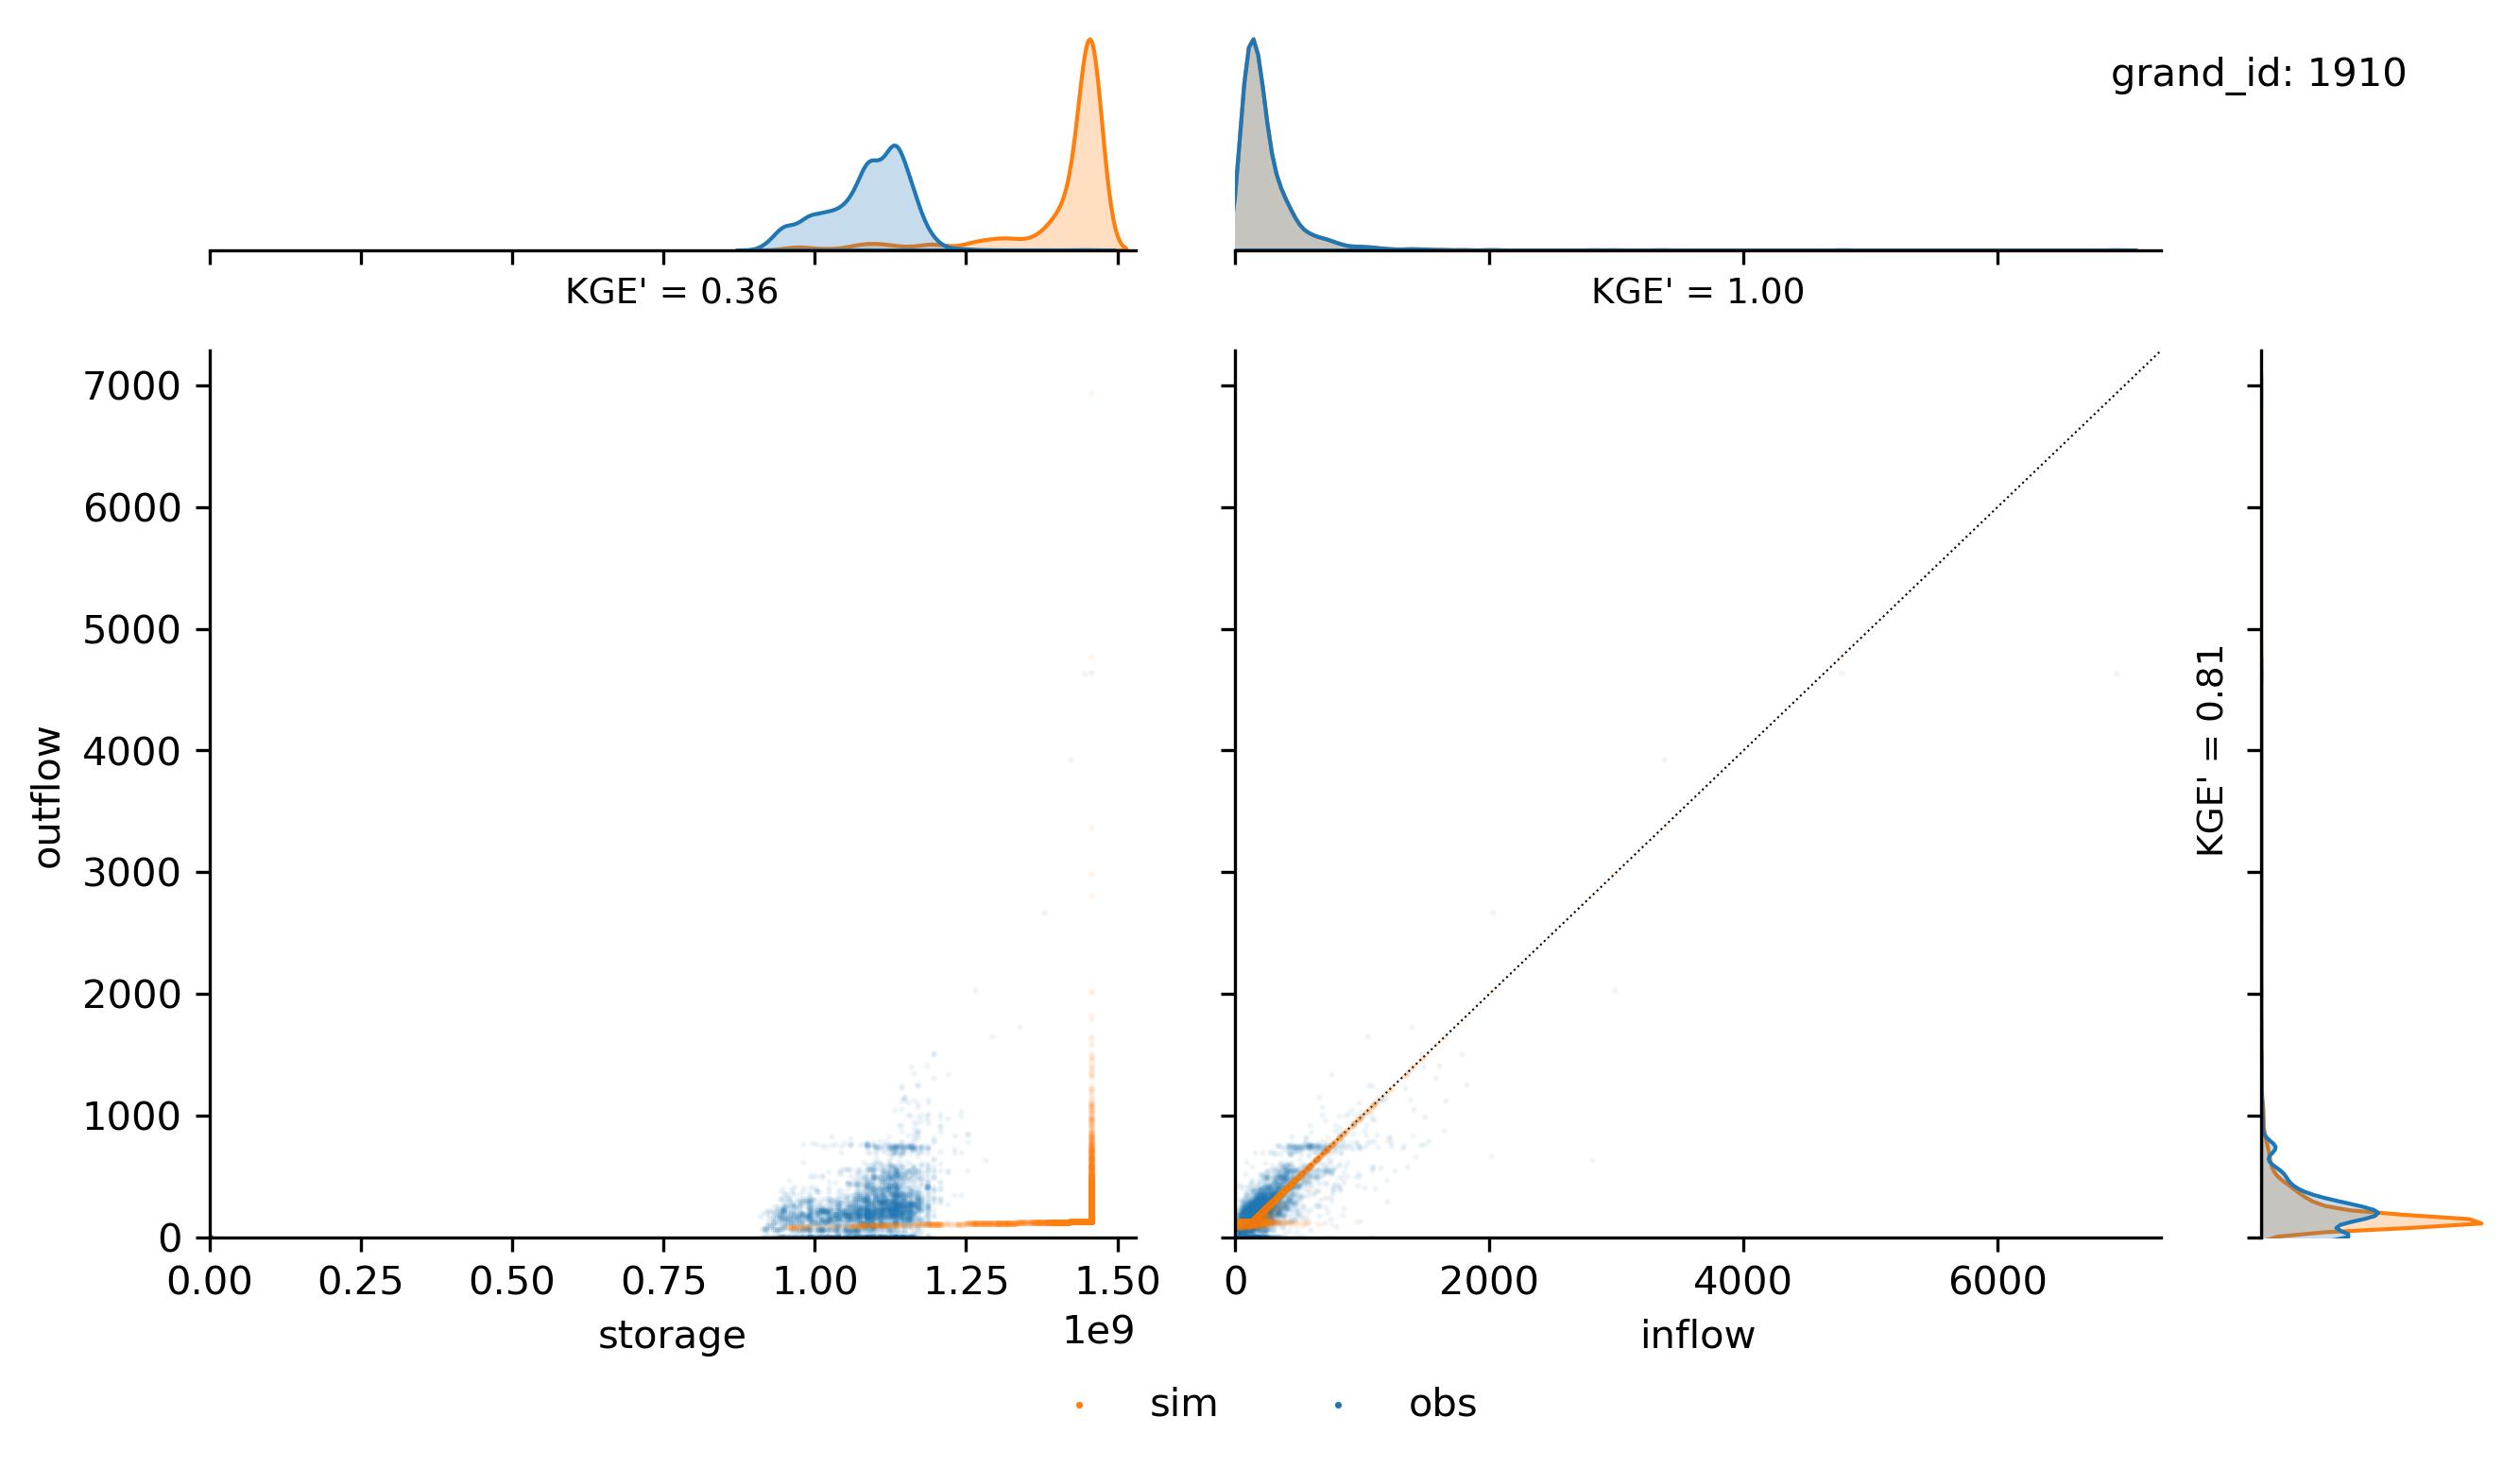 grand_id: 1910
KGE' = 0.36
KGE' = 1.00
7000
6000
5000
4000
3000
2000
1000
0
outflow
KGE' = 0.81
0.00 0.25 0.50 0.75 1.00 1.25 1.50
0 2000 4000 6000
storage
1e9
inflow
sim obs